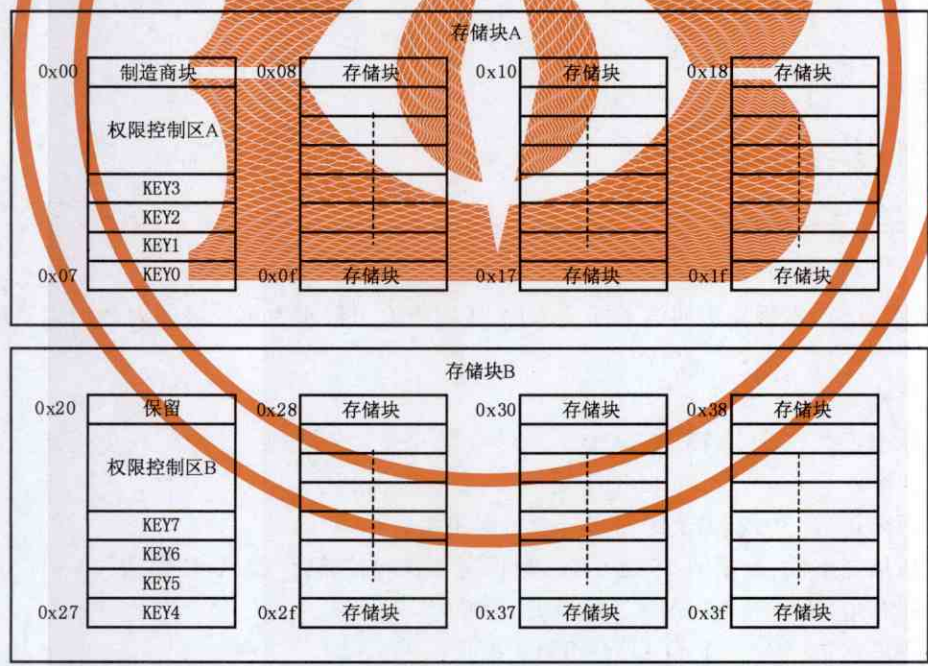 存储块A
0x00 制造商块 0x08 存储块 0x10 存储块 0x18 存储块
权限控制区A
KEY3
KEY2
KEY1
0x07 KEY0 0x0f 存储块 0x17 存储块 0x1f 存储块
存储块B
0x20 保留 0x28 存储块 0x30 存储块 0x38 存储块
权限控制区B
KEY7
KEY6
KEY5
0x27 KEY4 0x2f 存储块 0x37 存储块 0x3f 存储块